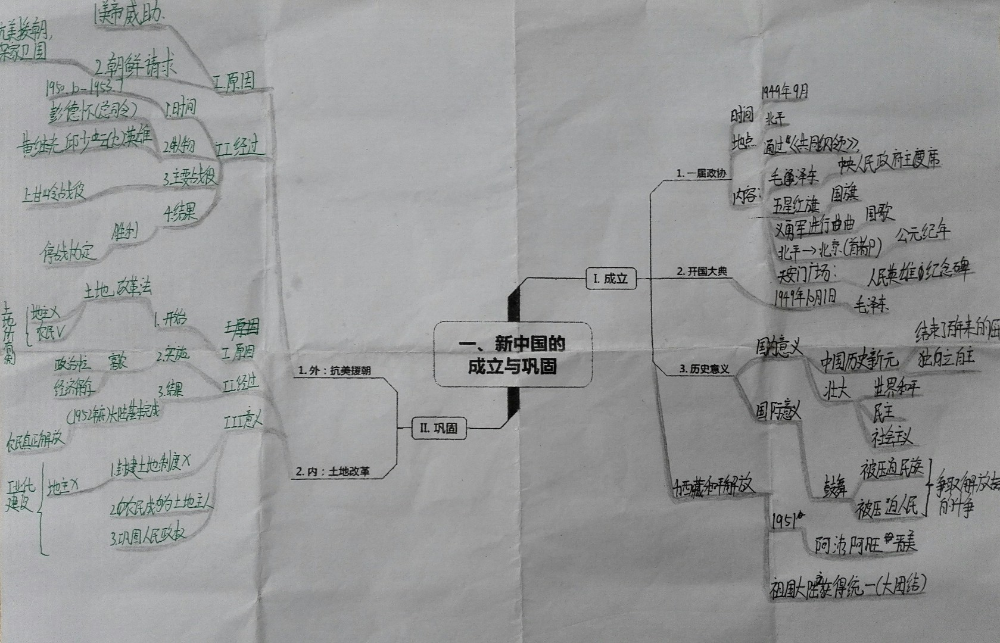 一、新中国的
成立与巩固
I. 成立
1. 一届政协
时间
1949年9月
地点
北平
内容：
通过《共同纲领》
毛泽东
中央人民政府主席
五星红旗
国旗
义勇军进行曲曲
国歌
北平→北京(首都)
公元纪年
天安门广场：
人民英雄纪念碑
2. 开国大典
1949年10月1日
毛泽东
3. 历史意义
国内意义
中国历史新元
结束了百年来的屈
独立自主
国际意义
壮大
世界和平
民主
社会主义
鼓舞
被压迫民族
被压迫人民
争取解放
的斗争
西藏和平解放
1951
阿沛阿旺晋美
祖国大陆获得统一(大团结)
II. 巩固
1. 外：抗美援朝
I.原因
1.美帝威胁
2.朝鲜请求
抗美援朝,
保家卫国
II经过
1.时间
1950.10-1953.7
2.人物
彭德怀(总司令)
黄继光 邱少云(火)英雄
3.主要战役
上甘岭战役
4.结果
胜利
停战协定
2. 内：土地改革
I原因
1.开始
土地改革法
地主X
农民V
土地所有制
II经过
2.实施
富农
政治中立
经济保存
3.结果
(1952年底)大陆基本完成
农民真正解放
III意义
1.封建土地制度X
地主X
2.农民成为土地主人
3.巩固人民政权
工业化
建设